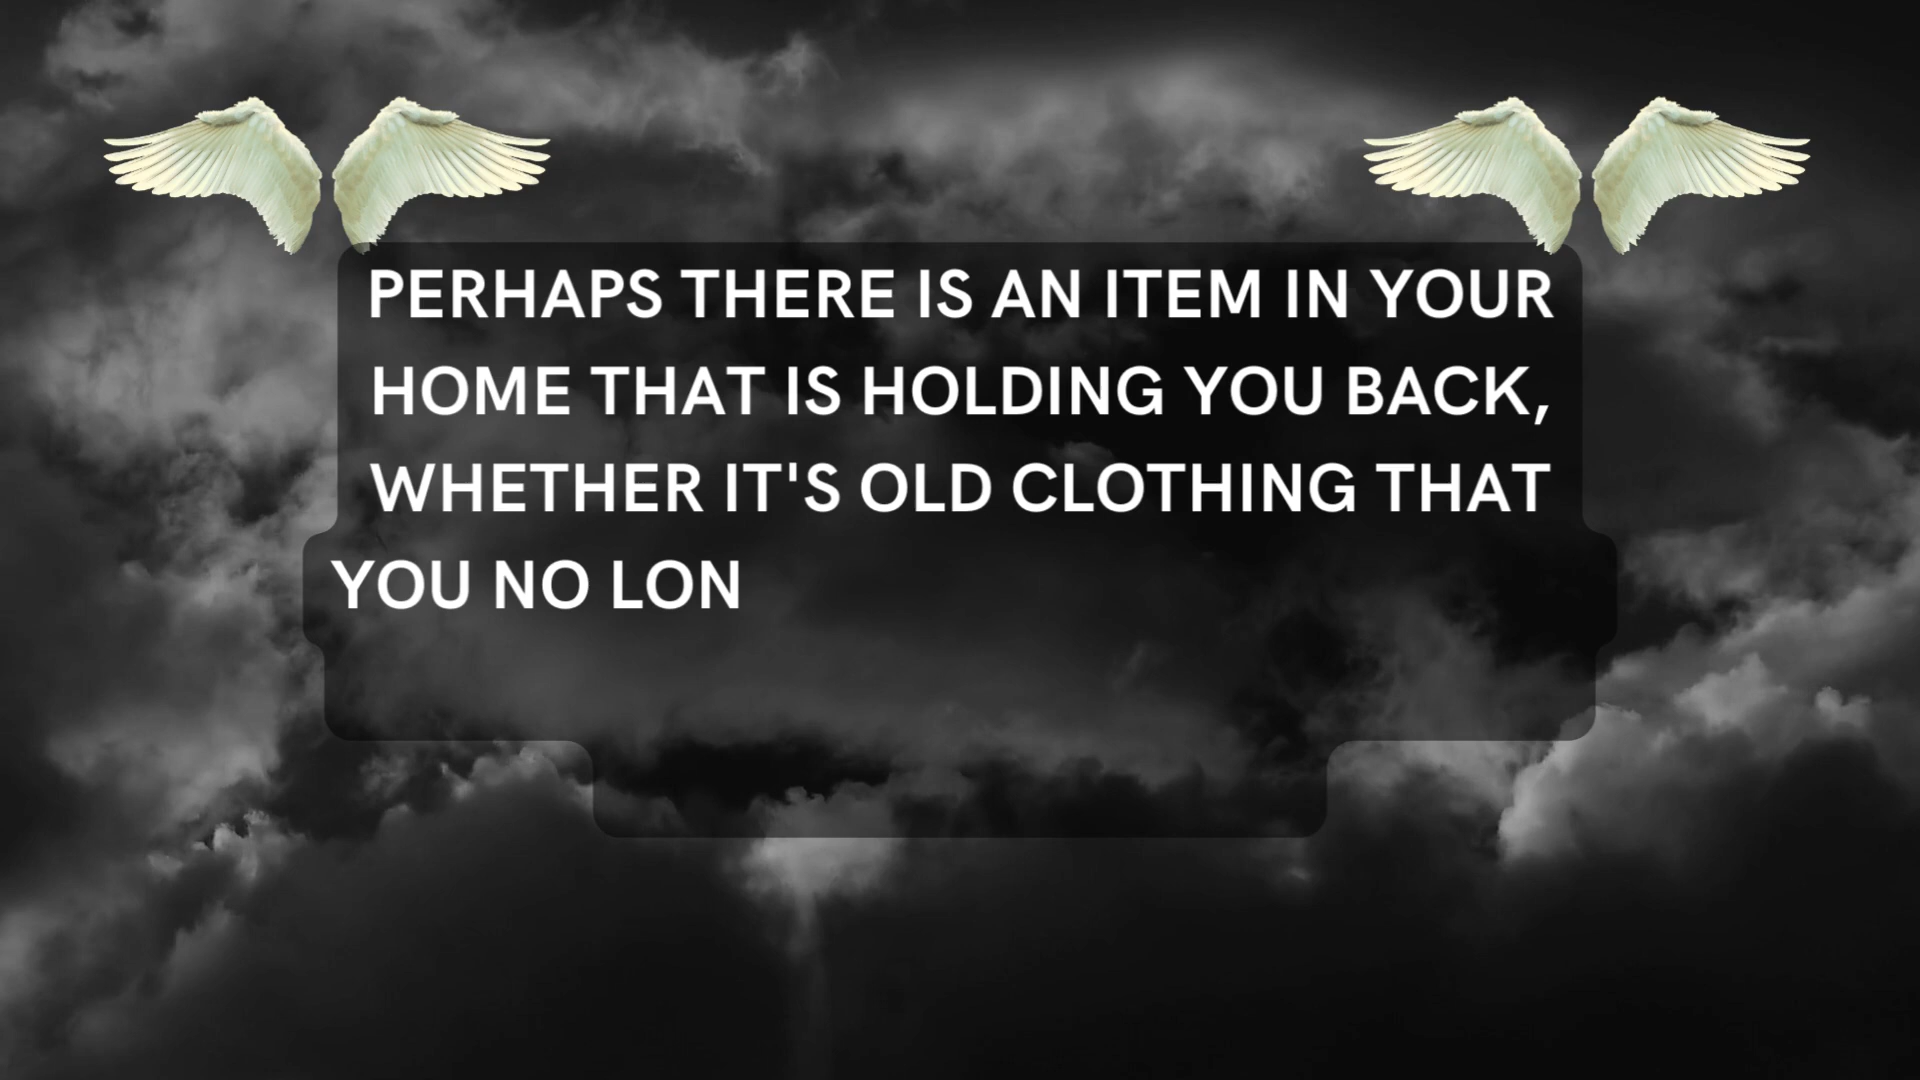 PERHAPS THERE IS AN ITEM IN YOUR
HOME THAT IS HOLDING YOU BACK,
WHETHER IT'S OLD CLOTHING THAT
YOU NO LON